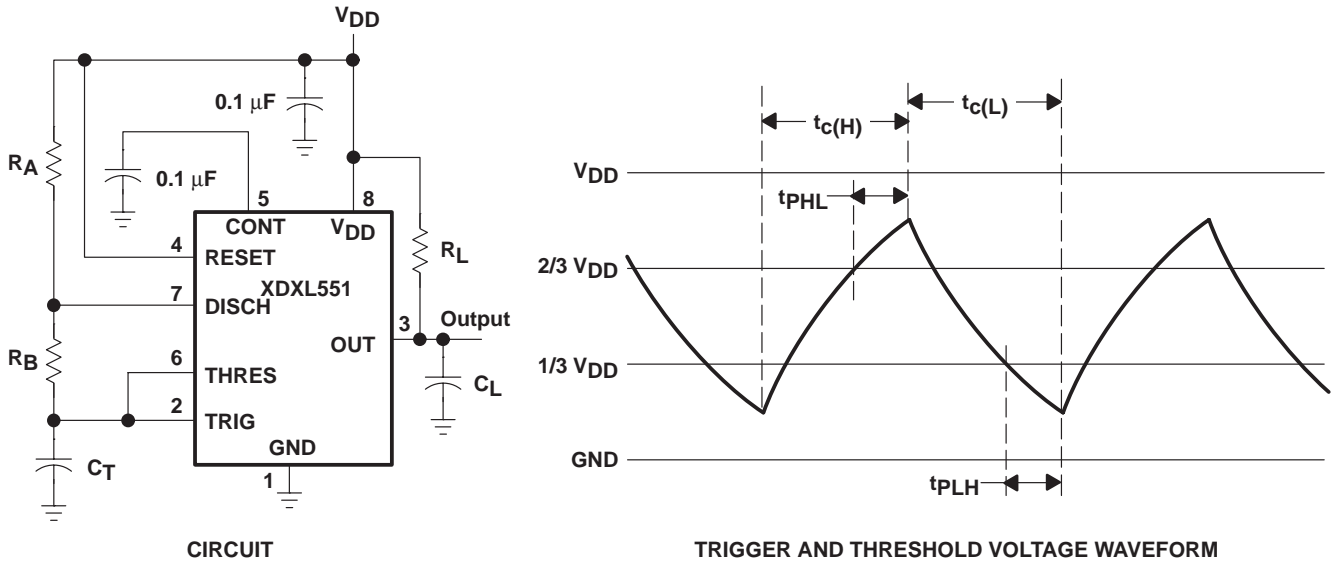 VDD
0.1 µF
0.1 µF
RA
5
8
CONT
VDD
4
RESET
RL
XDXL551
7
DISCH
3
Output
RB
OUT
6
THRES
CL
2
TRIG
GND
CT
1
CIRCUIT
tc(H)
tc(L)
VDD
tPHL
2/3 VDD
1/3 VDD
GND
tPLH
TRIGGER AND THRESHOLD VOLTAGE WAVEFORM